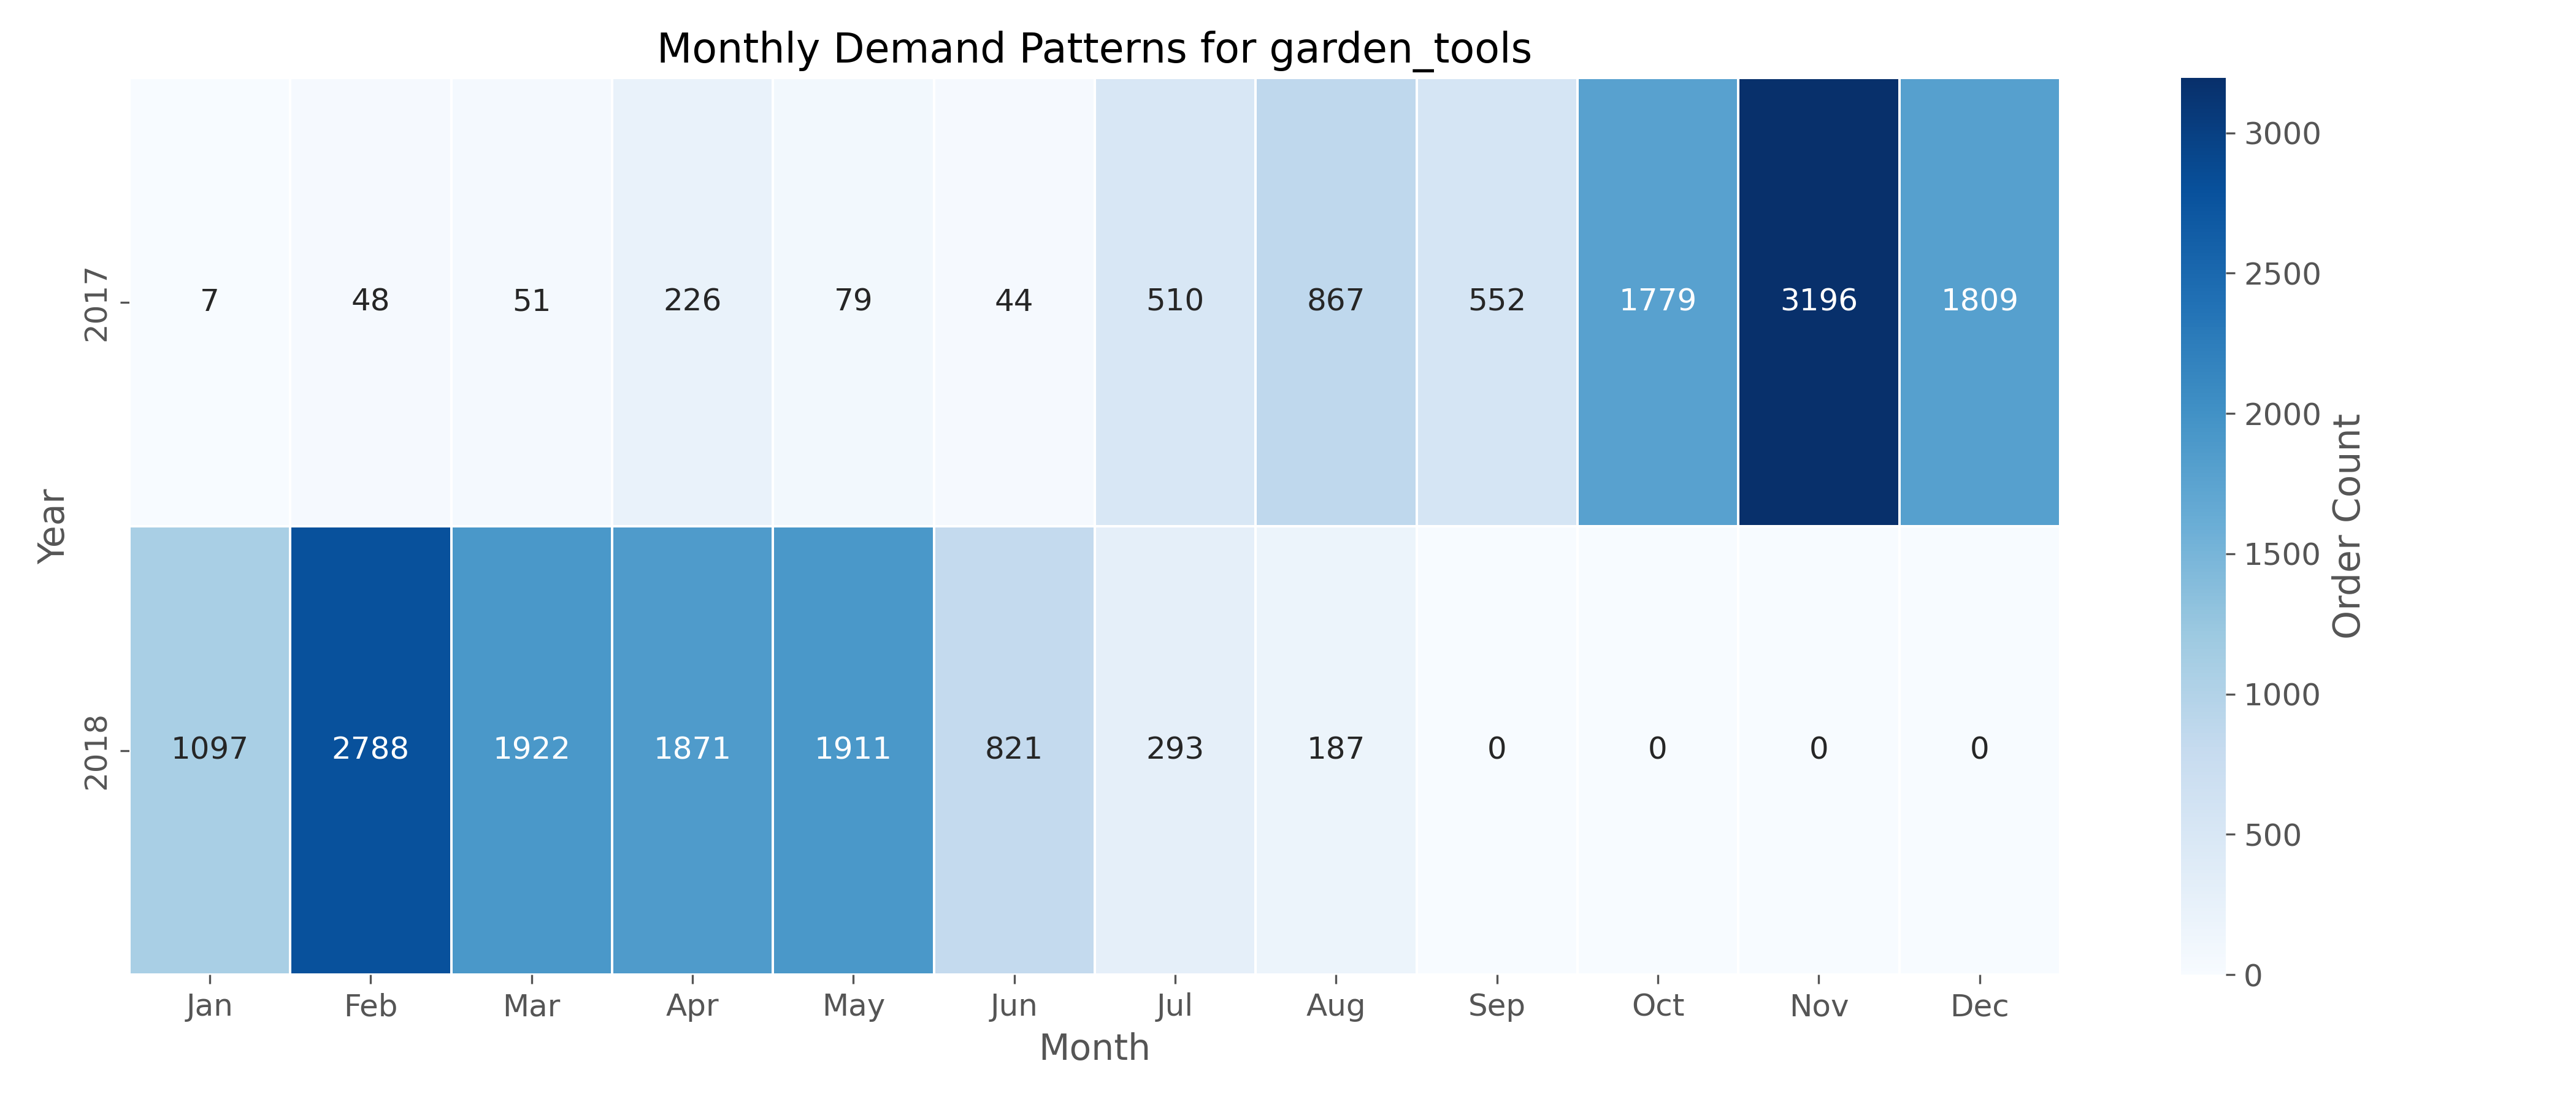 Monthly Demand Patterns for garden_tools
Year
2017
7 48 51 226 79 44 510 867 552 1779 3196 1809
2018
1097 2788 1922 1871 1911 821 293 187 0 0 0 0
Jan Feb Mar Apr May Jun Jul Aug Sep Oct Nov Dec
Month
3000
2500
2000
1500
1000
500
0
Order Count